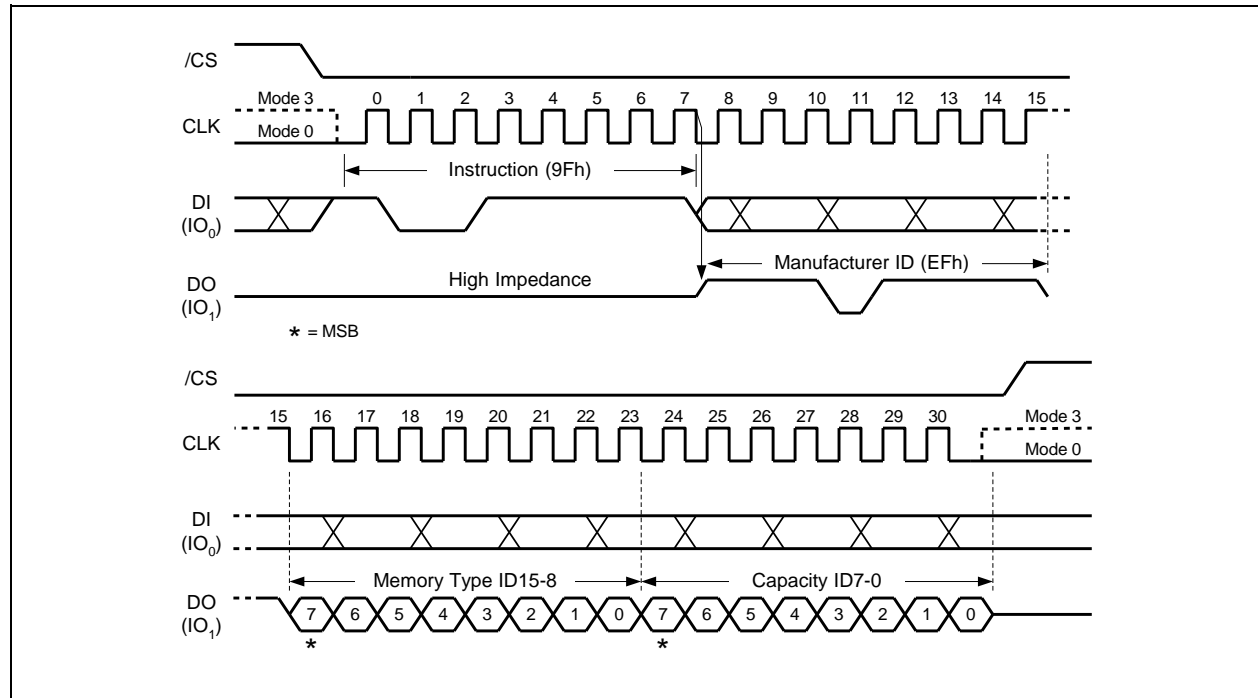 /CS
Mode 3 0 1 2 3 4 5 6 7 8 9 10 11 12 13 14 15
CLK
Mode 0
Instruction (9Fh)
DI
(IO0)
Manufacturer ID (EFh)
High Impedance
DO
(IO1)
* = MSB
/CS
15 16 17 18 19 20 21 22 23 24 25 26 27 28 29 30 Mode 3
CLK
Mode 0
DI
(IO0)
Memory Type ID15-8 Capacity ID7-0
DO
(IO1)
7 6 5 4 3 2 1 0 7 6 5 4 3 2 1 0
* *